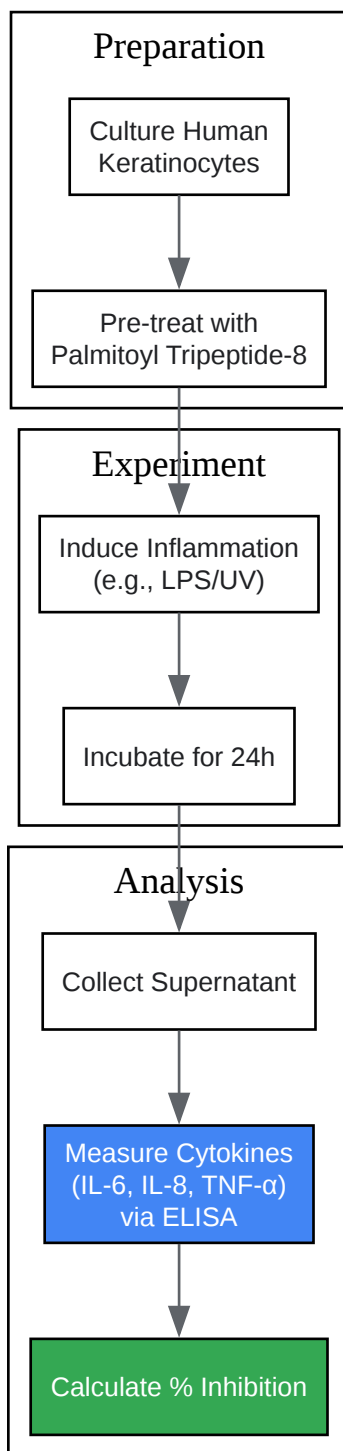 Preparation
Culture Human
Keratinocytes
Pre-treat with
Palmitoyl Tripeptide-8
Experiment
Induce Inflammation
(e.g., LPS/UV)
Incubate for 24h
Analysis
Collect Supernatant
Measure Cytokines
(IL-6, IL-8, TNF-α)
via ELISA
Calculate % Inhibition